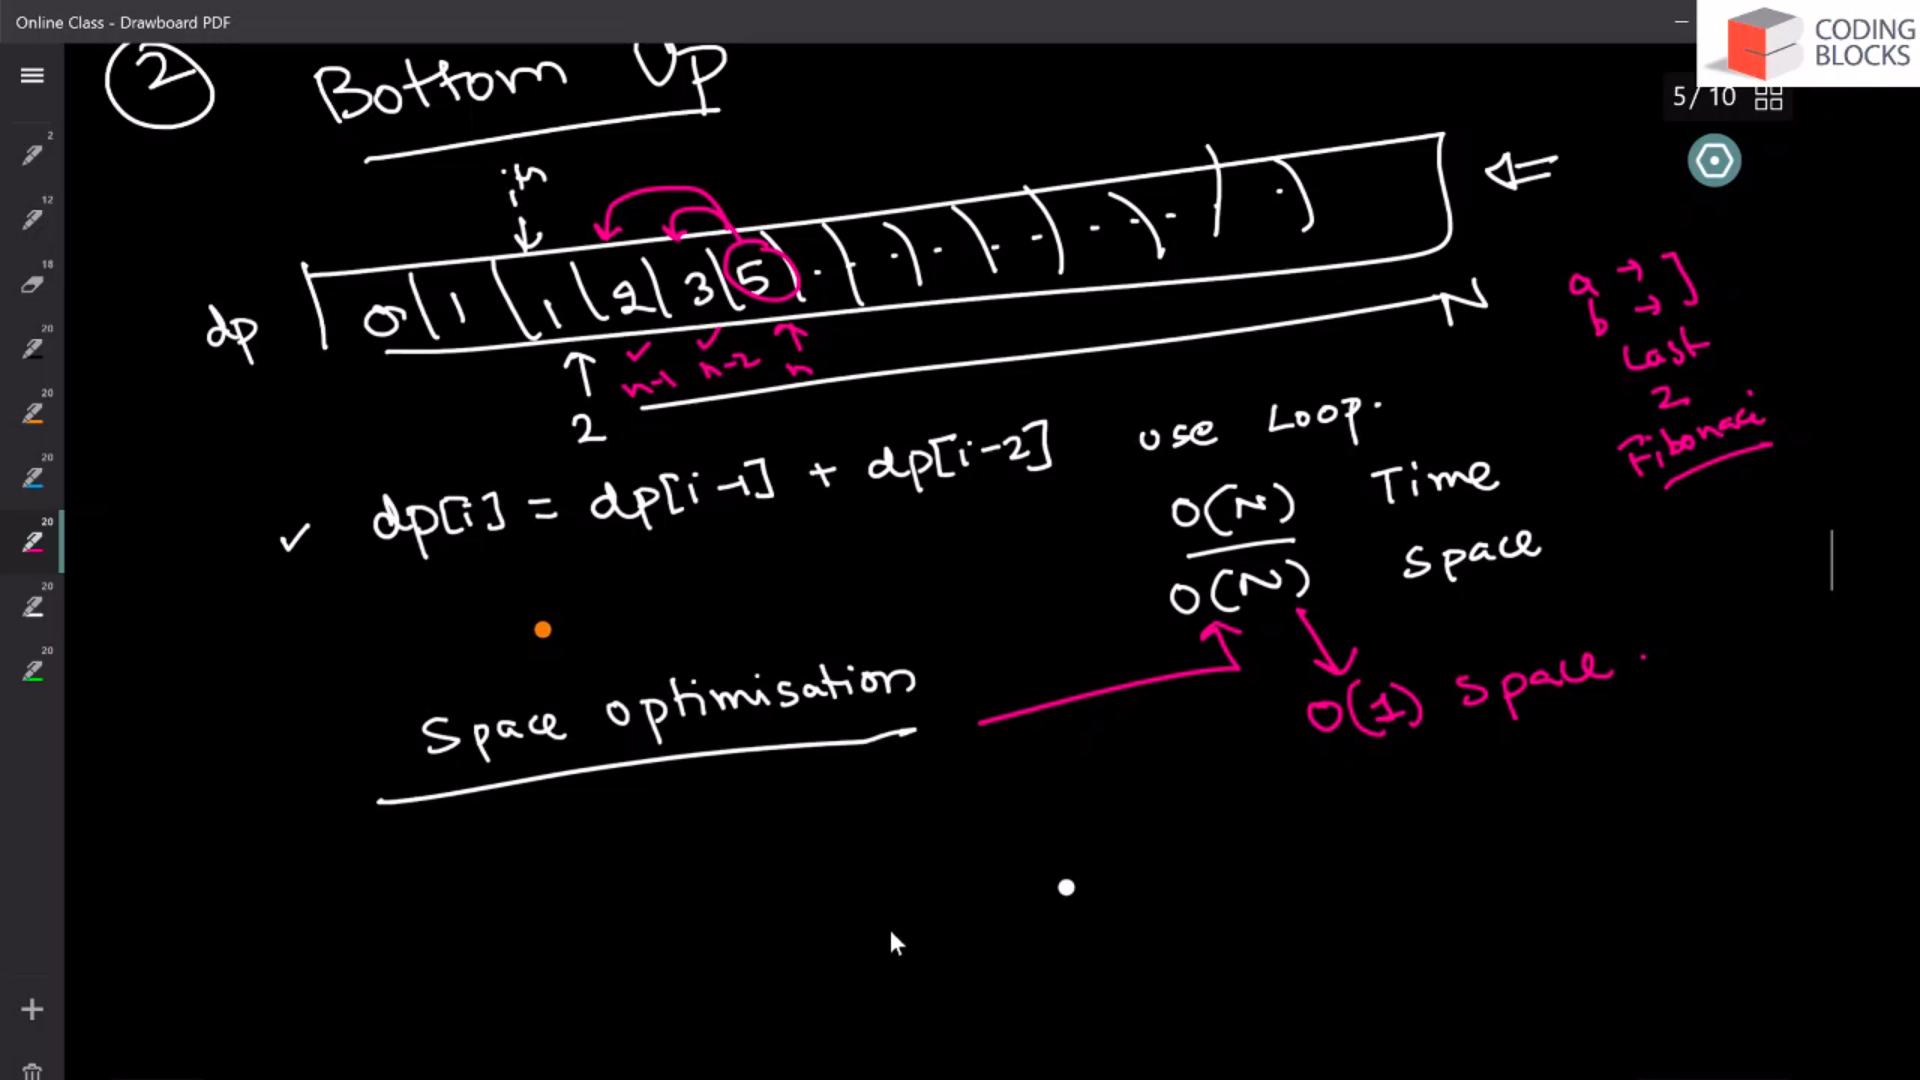 Online Class - Drawboard PDF
CODING
BLOCKS
5 / 10
2 Bottom Up
ith
dp 0 1 1 2 3 5 . . . . - - - - - .
n-1 n-2 n
2
N
a →
b →
Last
2
Fibonaci
dp[i] = dp[i-1] + dp[i-2] use Loop.
O(N) Time
O(N) Space
Space optimisation
O(1) space.
2
12
18
20
20
20
20
20
20